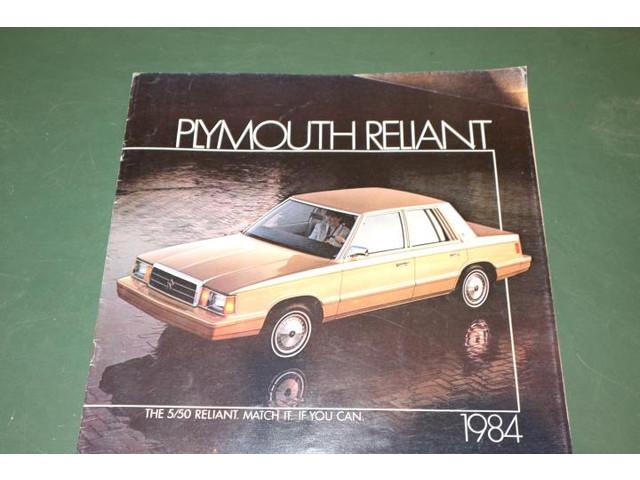 PLYMOUTH RELIANT
THE 5/50 RELIANT. MATCH IT. IF YOU CAN.
1984